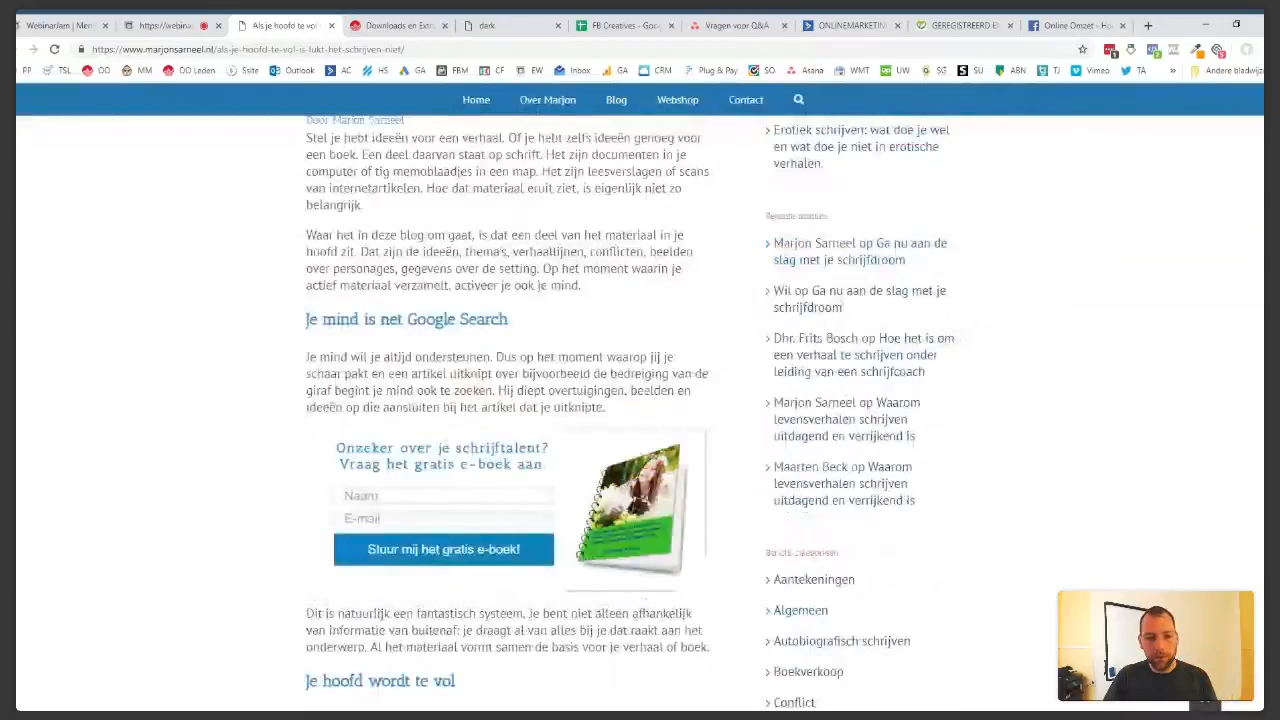 Webinar/jam | Mem
https://webinar
Als je hoofd te vol
Downloads en Extr
dark
FB Creatives - Goo
Vragen voor Q&A
ONLINEMARKETIN
GEREGISTREERD EN
Online Omzet - Ho
https://www.marjonsarneel.nl/als-je-hoofd-te-vol-is-lukt-het-schrijven-niet/
PP TSL OO MM OO Leden Ssite Outlook AC HS GA FBM CF EW Inbox GA CRM Plug & Pay SO Asana WMT UW SG SU ABN TJ Vimeo TA » Andere bladwijz
Home Over Marjon Blog Webshop Contact
Door Marjon Sarneel
Stel je hebt ideeën voor een verhaal. Of je hebt zelfs ideeën genoeg voor
een boek. Een deel daarvan staat op schrift. Het zijn documenten in je
computer of tig memoblaadjes in een map. Het zijn leesverslagen of scans
van internetartikelen. Hoe dat materiaal eruit ziet, is eigenlijk niet zo
belangrijk.
Waar het in deze blog om gaat, is dat een deel van het materiaal in je
hoofd zit. Dat zijn de ideeën, thema's, verhaallijnen, conflicten, beelden
over personages, gegevens over de setting. Op het moment waarin je
actief materiaal verzamelt, activeer je ook je mind.
Je mind is net Google Search
Je mind wil je altijd ondersteunen. Dus op het moment waarop jij je
schaar pakt en een artikel uitknipt over bijvoorbeeld de bedreiging van de
giraf begint je mind ook te zoeken. Hij diept overtuigingen, beelden en
ideeën op die aansluiten bij het artikel dat je uitknipte.
Onzeker over je schrijftalent?
Vraag het gratis e-boek aan
Naam
E-mail
Stuur mij het gratis e-boek!
Dit is natuurlijk een fantastisch systeem. Je bent niet alleen afhankelijk
van informatie van buitenaf: je draagt al van alles bij je dat raakt aan het
onderwerp. Al het materiaal vormt samen de basis voor je verhaal of boek.
Je hoofd wordt te vol
Erotiek schrijven: wat doe je wel
en wat doe je niet in erotische
verhalen.
Recente reacties
Marjon Sarneel op Ga nu aan de
slag met je schrijfdroom
Wil op Ga nu aan de slag met je
schrijfdroom
Dhr. Frits Bosch op Hoe het is om
een verhaal te schrijven onder
leiding van een schrijfcoach
Marjon Sarneel op Waarom
levensverhalen schrijven
uitdagend en verrijkend is
Maarten Beck op Waarom
levensverhalen schrijven
uitdagend en verrijkend is
Bericht categorieën
Aantekeningen
Algemeen
Autobiografisch schrijven
Boekverkoop
Conflict